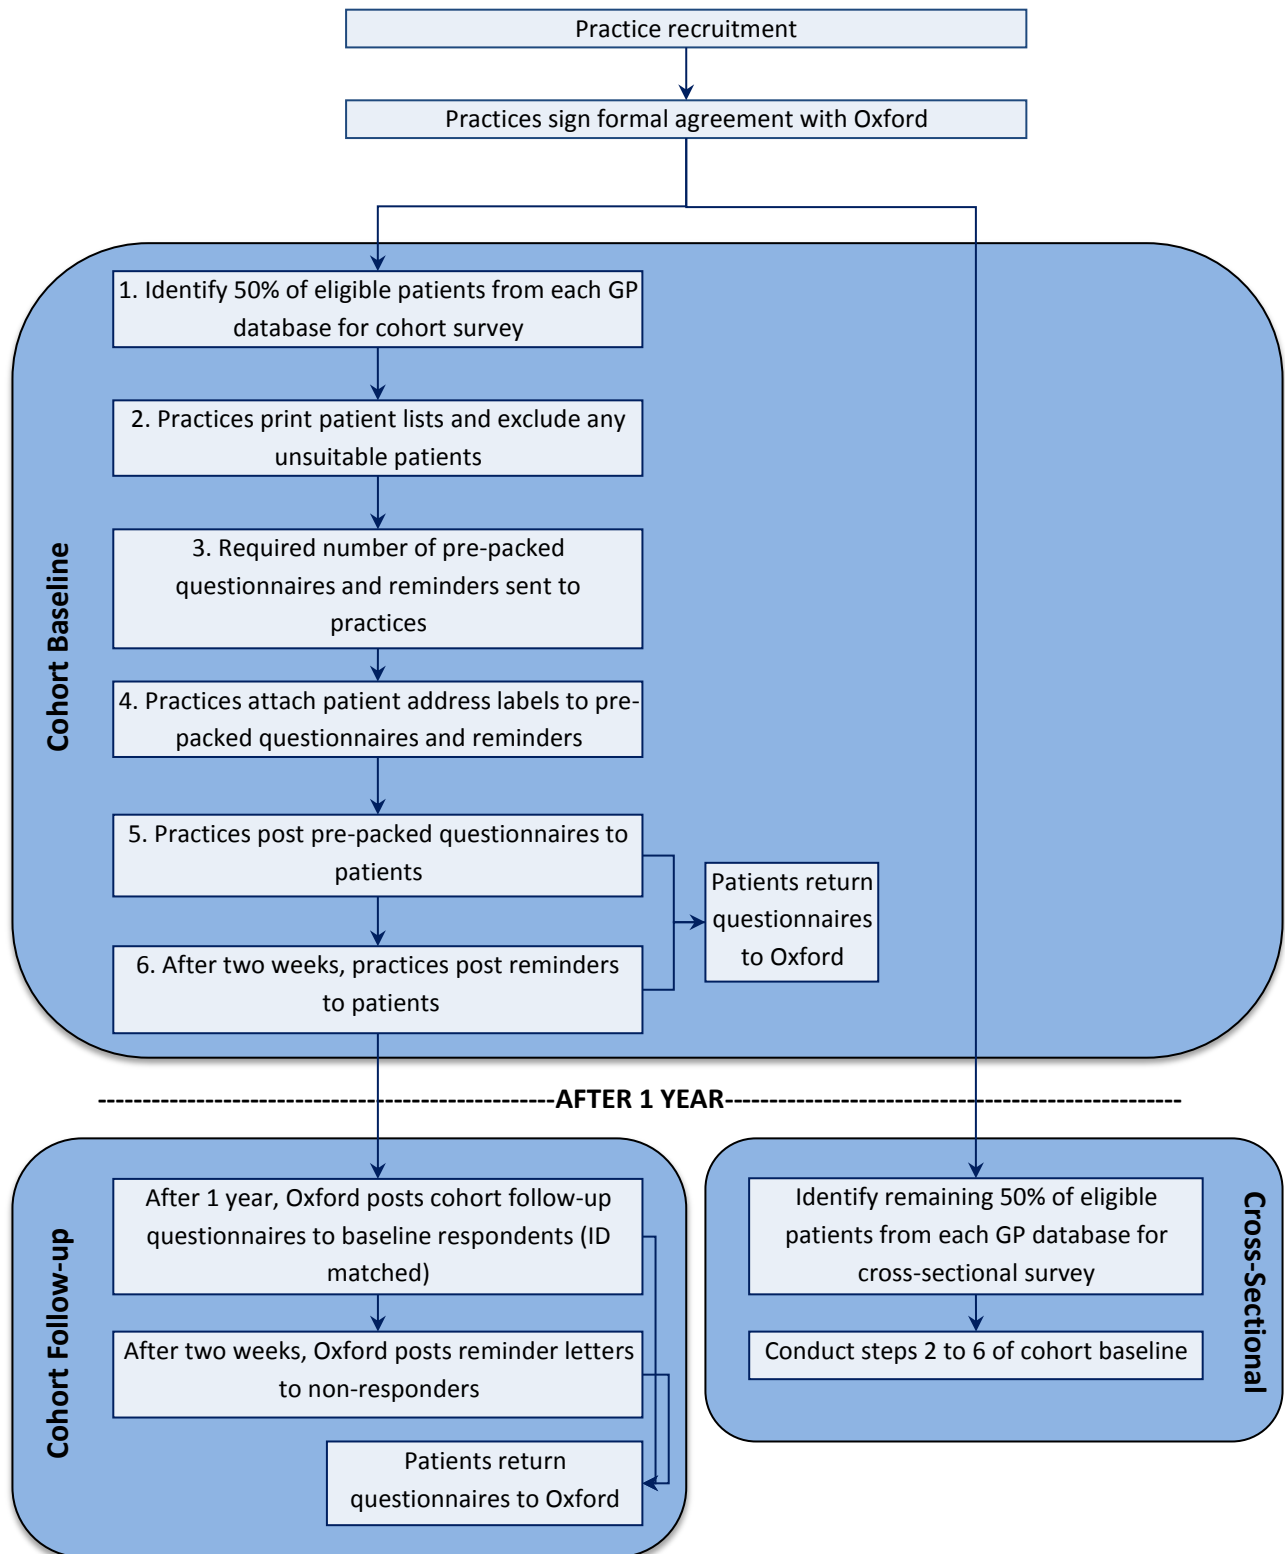 Practice recruitment
Practices sign formal agreement with Oxford
Cohort Baseline
1. Identify 50% of eligible patients from each GP
database for cohort survey
2. Practices print patient lists and exclude any
unsuitable patients
3. Required number of pre-packed
questionnaires and reminders sent to
practices
4. Practices attach patient address labels to pre-
packed questionnaires and reminders
5. Practices post pre-packed questionnaires to
patients
6. After two weeks, practices post reminders
to patients
Patients return
questionnaires
to Oxford
AFTER 1 YEAR
Cohort Follow-up
After 1 year, Oxford posts cohort follow-up
questionnaires to baseline respondents (ID
matched)
After two weeks, Oxford posts reminder letters
to non-responders
Patients return
questionnaires to Oxford
Cross-Sectional
Identify remaining 50% of eligible
patients from each GP database for
cross-sectional survey
Conduct steps 2 to 6 of cohort baseline